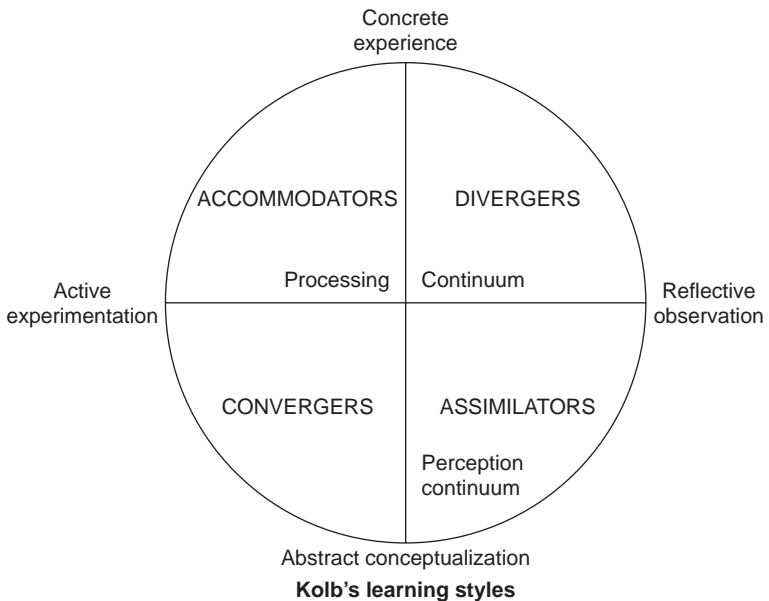 Concrete
experience
ACCOMMODATORS
DIVERGERS
Processing
Continuum
Active
experimentation
Reflective
observation
CONVERGERS
ASSIMILATORS
Perception
continuum
Abstract conceptualization
Kolb's learning styles